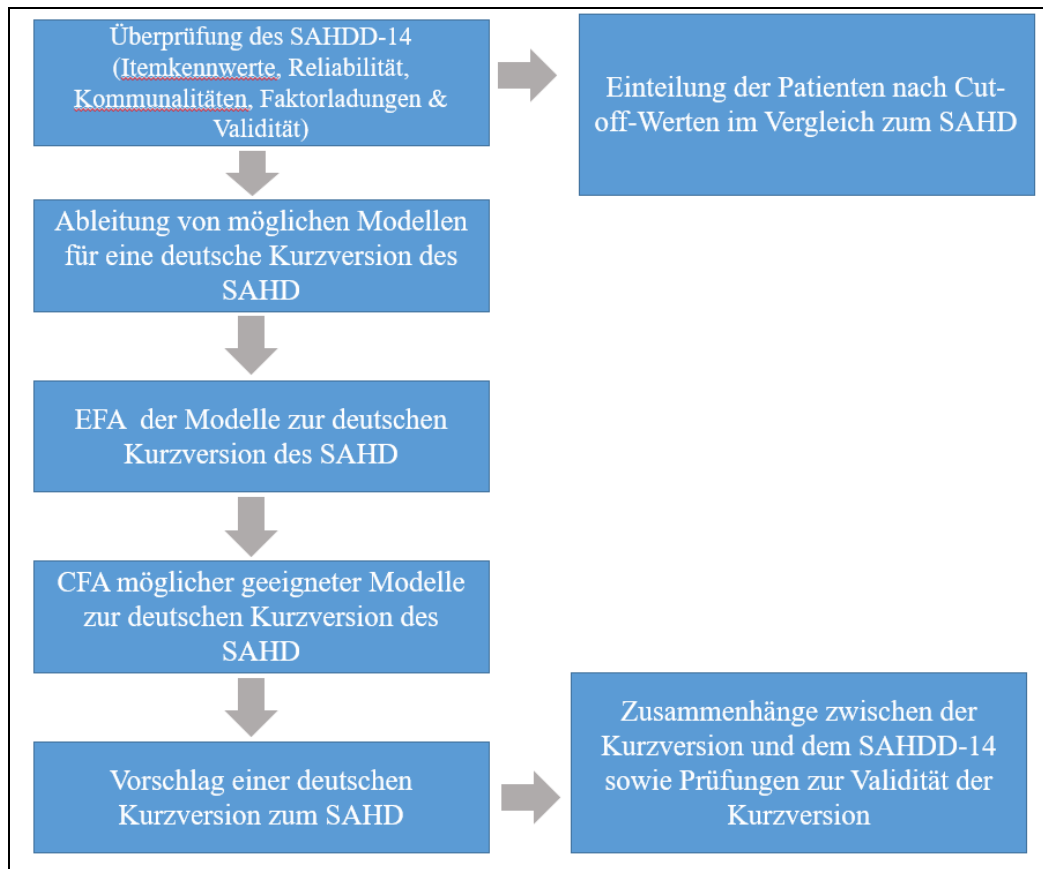 Überprüfung des SAHDD-14
(Itemkennwerte, Reliabilität,
Kommunalitäten, Faktorladungen &
Validität)
Einteilung der Patienten nach Cut-
off-Werten im Vergleich zum SAHD
Ableitung von möglichen Modellen
für eine deutsche Kurzversion des
SAHD
EFA der Modelle zur deutschen
Kurzversion des SAHD
CFA möglicher geeigneter Modelle
zur deutschen Kurzversion des
SAHD
Vorschlag einer deutschen
Kurzversion zum SAHD
Zusammenhänge zwischen der
Kurzversion und dem SAHDD-14
sowie Prüfungen zur Validität der
Kurzversion